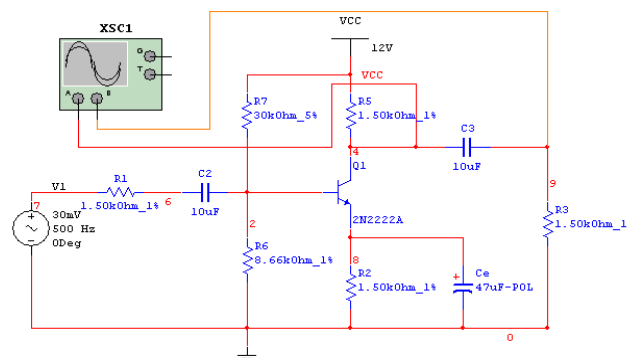 XSC1
G
T
A
B
VCC
12V
VCC
R7
30kOhm_5%
R5
1.50kOhm_1%
4
C3
10uF
Q1
2N2222A
V1
7
30mV
500 Hz
0Deg
R1
1.50kOhm_1%
6
C2
10uF
2
R6
8.66kOhm_1%
8
R2
1.50kOhm_1%
+
Ce
47uF-POL
9
R3
1.50kOhm_1
0